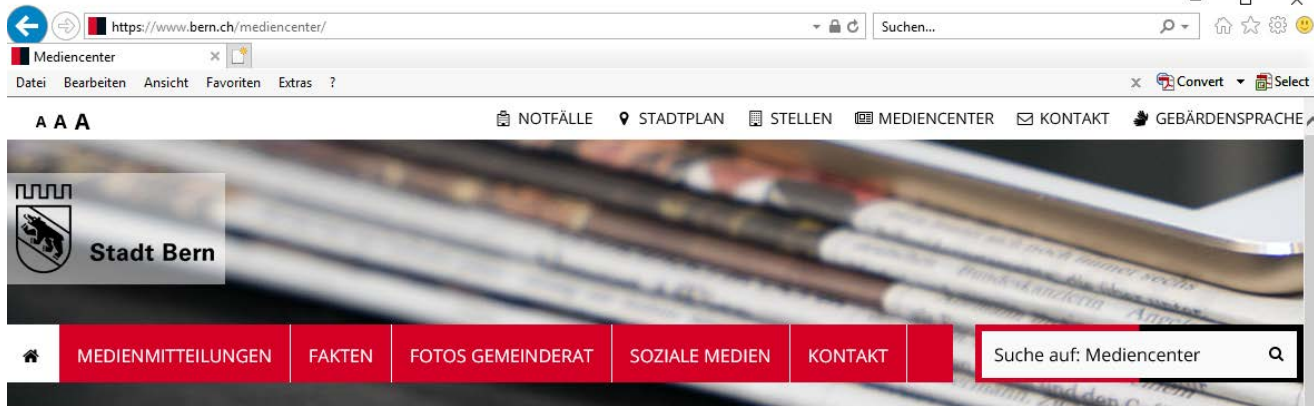 https://www.bern.ch/mediencenter/
Suchen...
Mediencenter
Datei Bearbeiten Ansicht Favoriten Extras ?
Convert Select
A A A
NOTFÄLLE STADTPLAN STELLEN MEDIENCENTER KONTAKT GEBÄRDENSPRACHE
Stadt Bern
MEDIENMITTEILUNGEN FAKTEN FOTOS GEMEINDERAT SOZIALE MEDIEN KONTAKT
Suche auf: Mediencenter